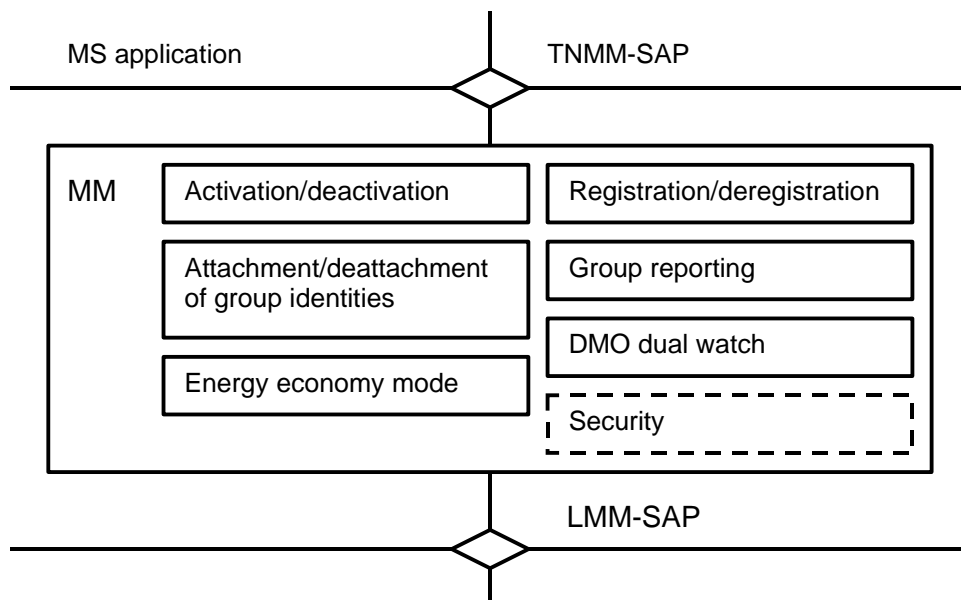 MS application
TNMM-SAP
MM
Activation/deactivation
Registration/deregistration
Attachment/deattachment
of group identities
Group reporting
DMO dual watch
Energy economy mode
Security
LMM-SAP